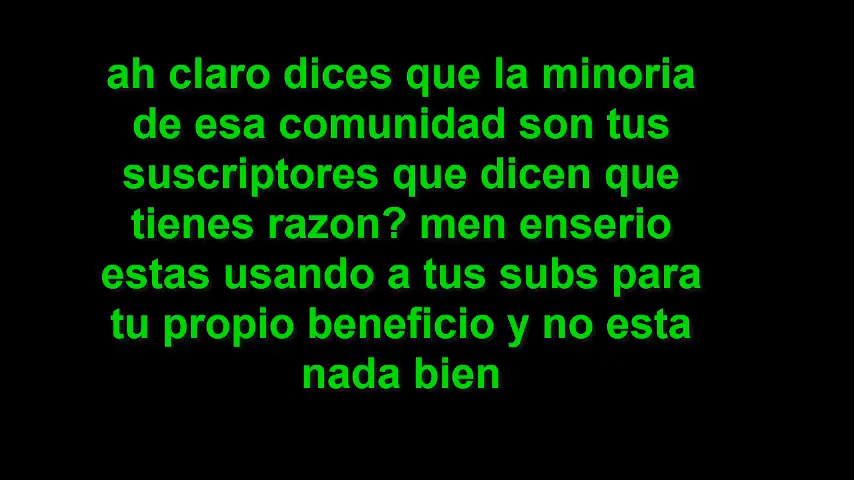 ah claro dices que la minoria
de esa comunidad son tus
suscriptores que dicen que
tienes razon? men enserio
estas usando a tus subs para
tu propio beneficio y no esta
nada bien